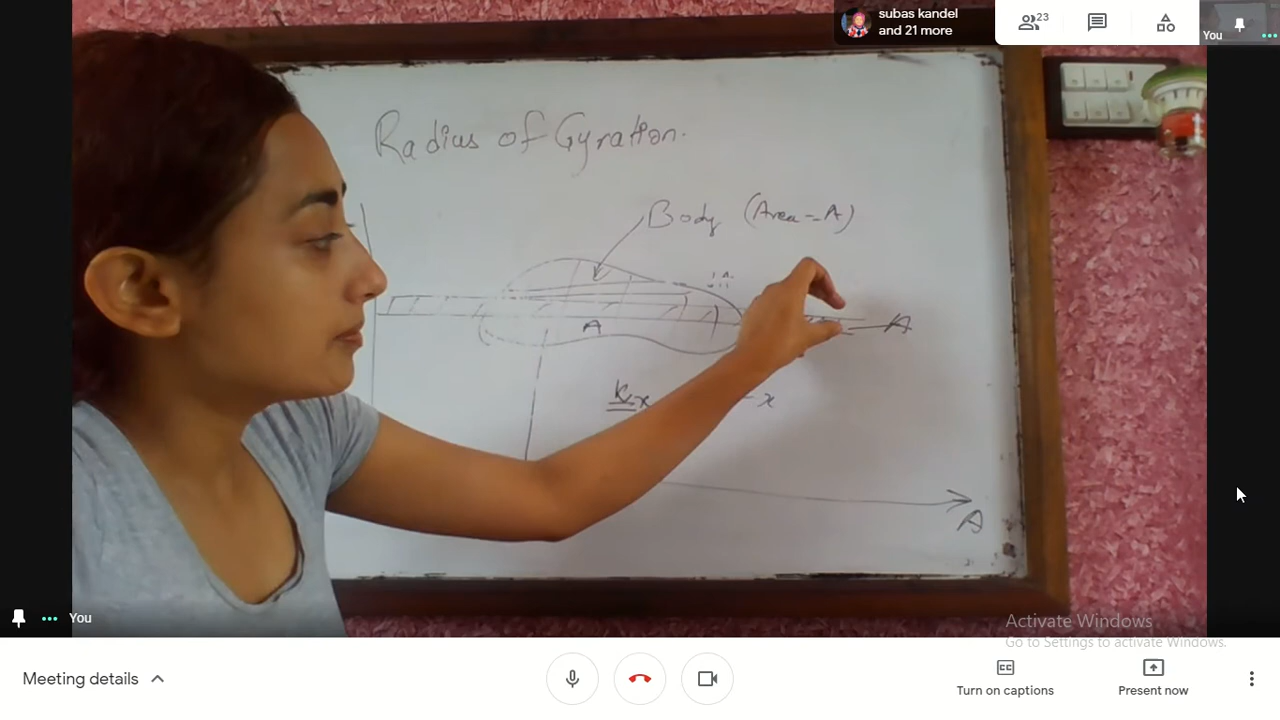 subas kandel
and 21 more
23
You
Radius of Gyration.
Body (Area = A)
A
A
kx
x
A
You
Activate Windows
Go to Settings to activate Windows.
Meeting details
Turn on captions
Present now